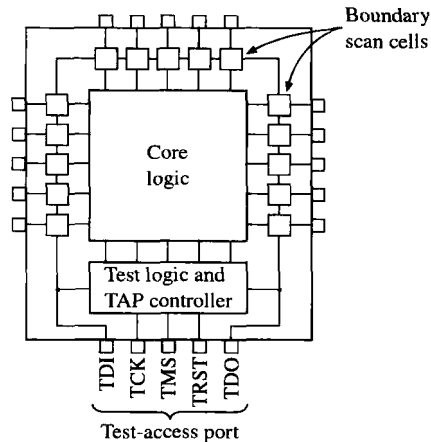 Boundary
scan cells
Core
logic
Test logic and
TAP controller
TDI
TCK
TMS
TRST
TDO
Test-access port